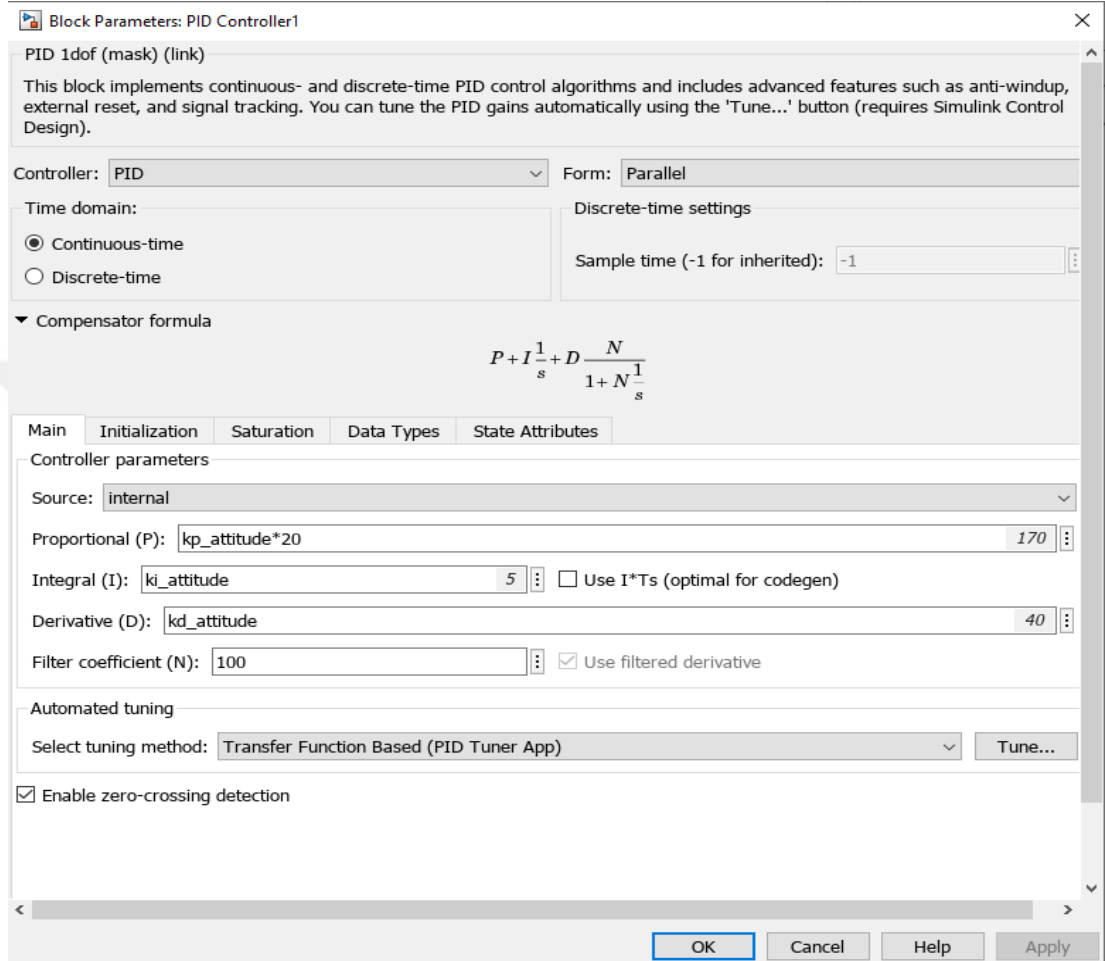 Block Parameters: PID Controller1
PID 1dof (mask) (link)
This block implements continuous- and discrete-time PID control algorithms and includes advanced features such as anti-windup,
external reset, and signal tracking. You can tune the PID gains automatically using the 'Tune...' button (requires Simulink Control
Design).
Controller: PID Form: Parallel
Time domain: Discrete-time settings
Continuous-time
Sample time (-1 for inherited): -1
Discrete-time
Compensator formula
P + I 1/s + D N/(1 + N 1/s)
Main Initialization Saturation Data Types State Attributes
Controller parameters
Source: internal
Proportional (P): kp_attitude*20 170
Integral (I): ki_attitude 5 Use I*Ts (optimal for codegen)
Derivative (D): kd_attitude 40
Filter coefficient (N): 100 Use filtered derivative
Automated tuning
Select tuning method: Transfer Function Based (PID Tuner App) Tune...
Enable zero-crossing detection
OK Cancel Help Apply